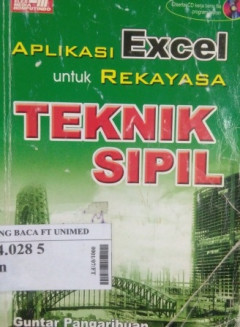 APLIKASI Excel
untuk REKAYASA
TEKNIK
SIPIL
NG BACA FT UNIMED
4.028 5
n
Guntar Pangaribuan